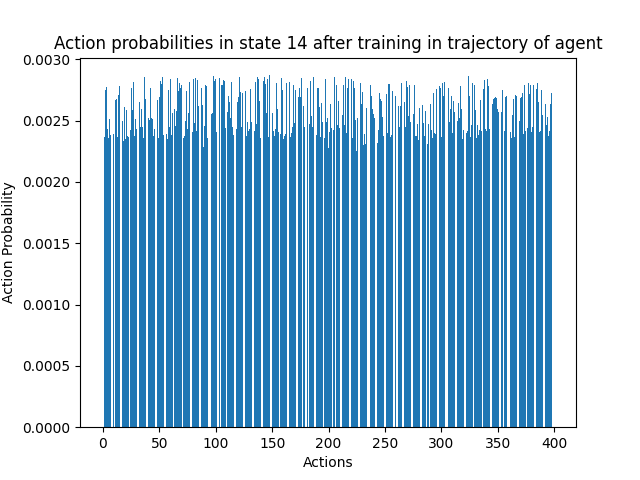 Action probabilities in state 14 after training in trajectory of agent
0.0030
0.0025
0.0020
0.0015
0.0010
0.0005
0.0000
Action Probability
0 50 100 150 200 250 300 350 400
Actions